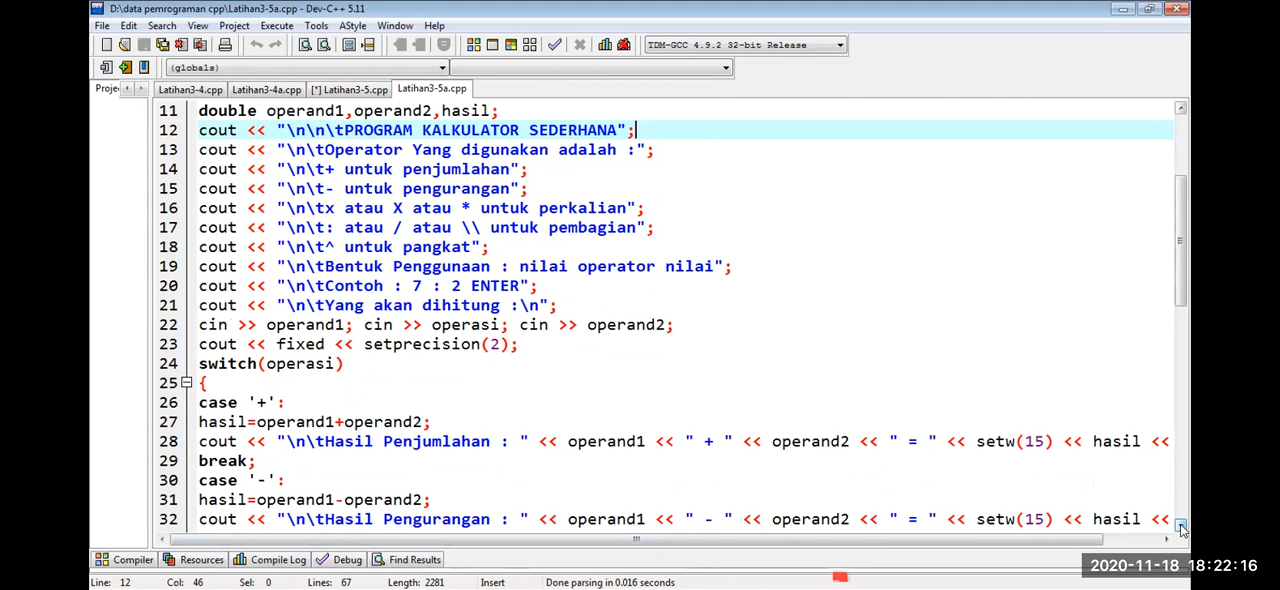 D:\data pemrograman cpp\Latihan3-5a.cpp - Dev-C++ 5.11
File Edit Search View Project Execute Tools AStyle Window Help
TDM-GCC 4.9.2 32-bit Release
(globals)
Projec Latihan3-4.cpp Latihan3-4a.cpp [*] Latihan3-5.cpp Latihan3-5a.cpp
11 double operand1,operand2,hasil;
12 cout << "\n\n\tPROGRAM KALKULATOR SEDERHANA";
13 cout << "\n\tOperator Yang digunakan adalah :";
14 cout << "\n\t+ untuk penjumlahan";
15 cout << "\n\t- untuk pengurangan";
16 cout << "\n\tx atau X atau * untuk perkalian";
17 cout << "\n\t: atau / atau \\ untuk pembagian";
18 cout << "\n\t^ untuk pangkat";
19 cout << "\n\tBentuk Penggunaan : nilai operator nilai";
20 cout << "\n\tContoh : 7 : 2 ENTER";
21 cout << "\n\tYang akan dihitung :\n";
22 cin >> operand1; cin >> operasi; cin >> operand2;
23 cout << fixed << setprecision(2);
24 switch(operasi)
25 {
26 case '+':
27 hasil=operand1+operand2;
28 cout << "\n\tHasil Penjumlahan : " << operand1 << " + " << operand2 << " = " << setw(15) << hasil <<
29 break;
30 case '-':
31 hasil=operand1-operand2;
32 cout << "\n\tHasil Pengurangan : " << operand1 << " - " << operand2 << " = " << setw(15) << hasil <<
Compiler Resources Compile Log Debug Find Results
2020-11-18 18:22:16
Line: 12 Col: 46 Sel: 0 Lines: 67 Length: 2281 Insert Done parsing in 0.016 seconds